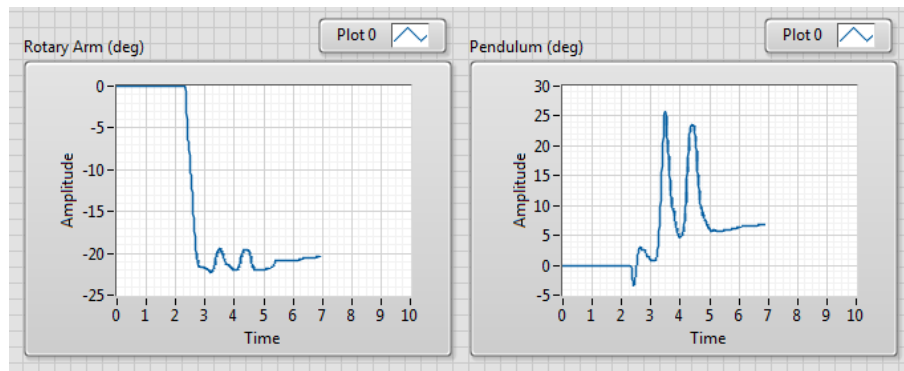 Rotary Arm (deg)
Plot 0
Amplitude
0
-5
-10
-15
-20
-25
0 1 2 3 4 5 6 7 8 9 10
Time
Pendulum (deg)
Plot 0
Amplitude
30
25
20
15
10
5
0
-5
0 1 2 3 4 5 6 7 8 9 10
Time